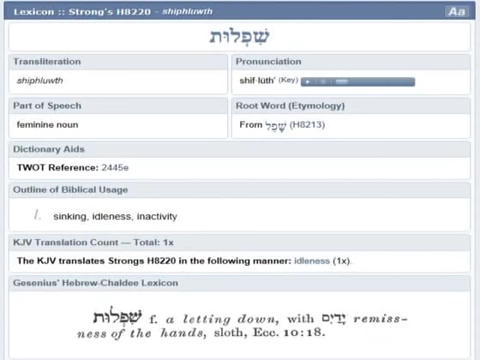 Lexicon :: Strong's H8220 - shiphluwth
Aa
שִׁפְלוּת
Transliteration
shiphluwth
Pronunciation
shif·lüth' (Key)
Part of Speech
feminine noun
Root Word (Etymology)
From שָׁפֵל (H8213)
Dictionary Aids
TWOT Reference: 2445e
Outline of Biblical Usage
I. sinking, idleness, inactivity
KJV Translation Count — Total: 1x
The KJV translates Strongs H8220 in the following manner: idleness (1x).
Gesenius' Hebrew-Chaldee Lexicon
שִׁפְלוּת f. a letting down, with יָדַיִם remiss-
ness of the hands, sloth, Ecc. 10:18.